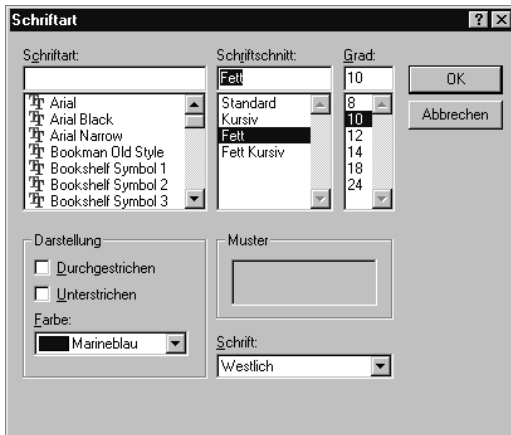 Schriftart
Schriftart:
Schriftschnitt:
Grad:
Fett
10
OK
Abbrechen
Arial
Arial Black
Arial Narrow
Bookman Old Style
Bookshelf Symbol 1
Bookshelf Symbol 2
Bookshelf Symbol 3
Standard
Kursiv
Fett
Fett Kursiv
8
10
12
14
18
24
Darstellung
Durchgestrichen
Unterstrichen
Farbe:
Marineblau
Muster
Schrift:
Westlich